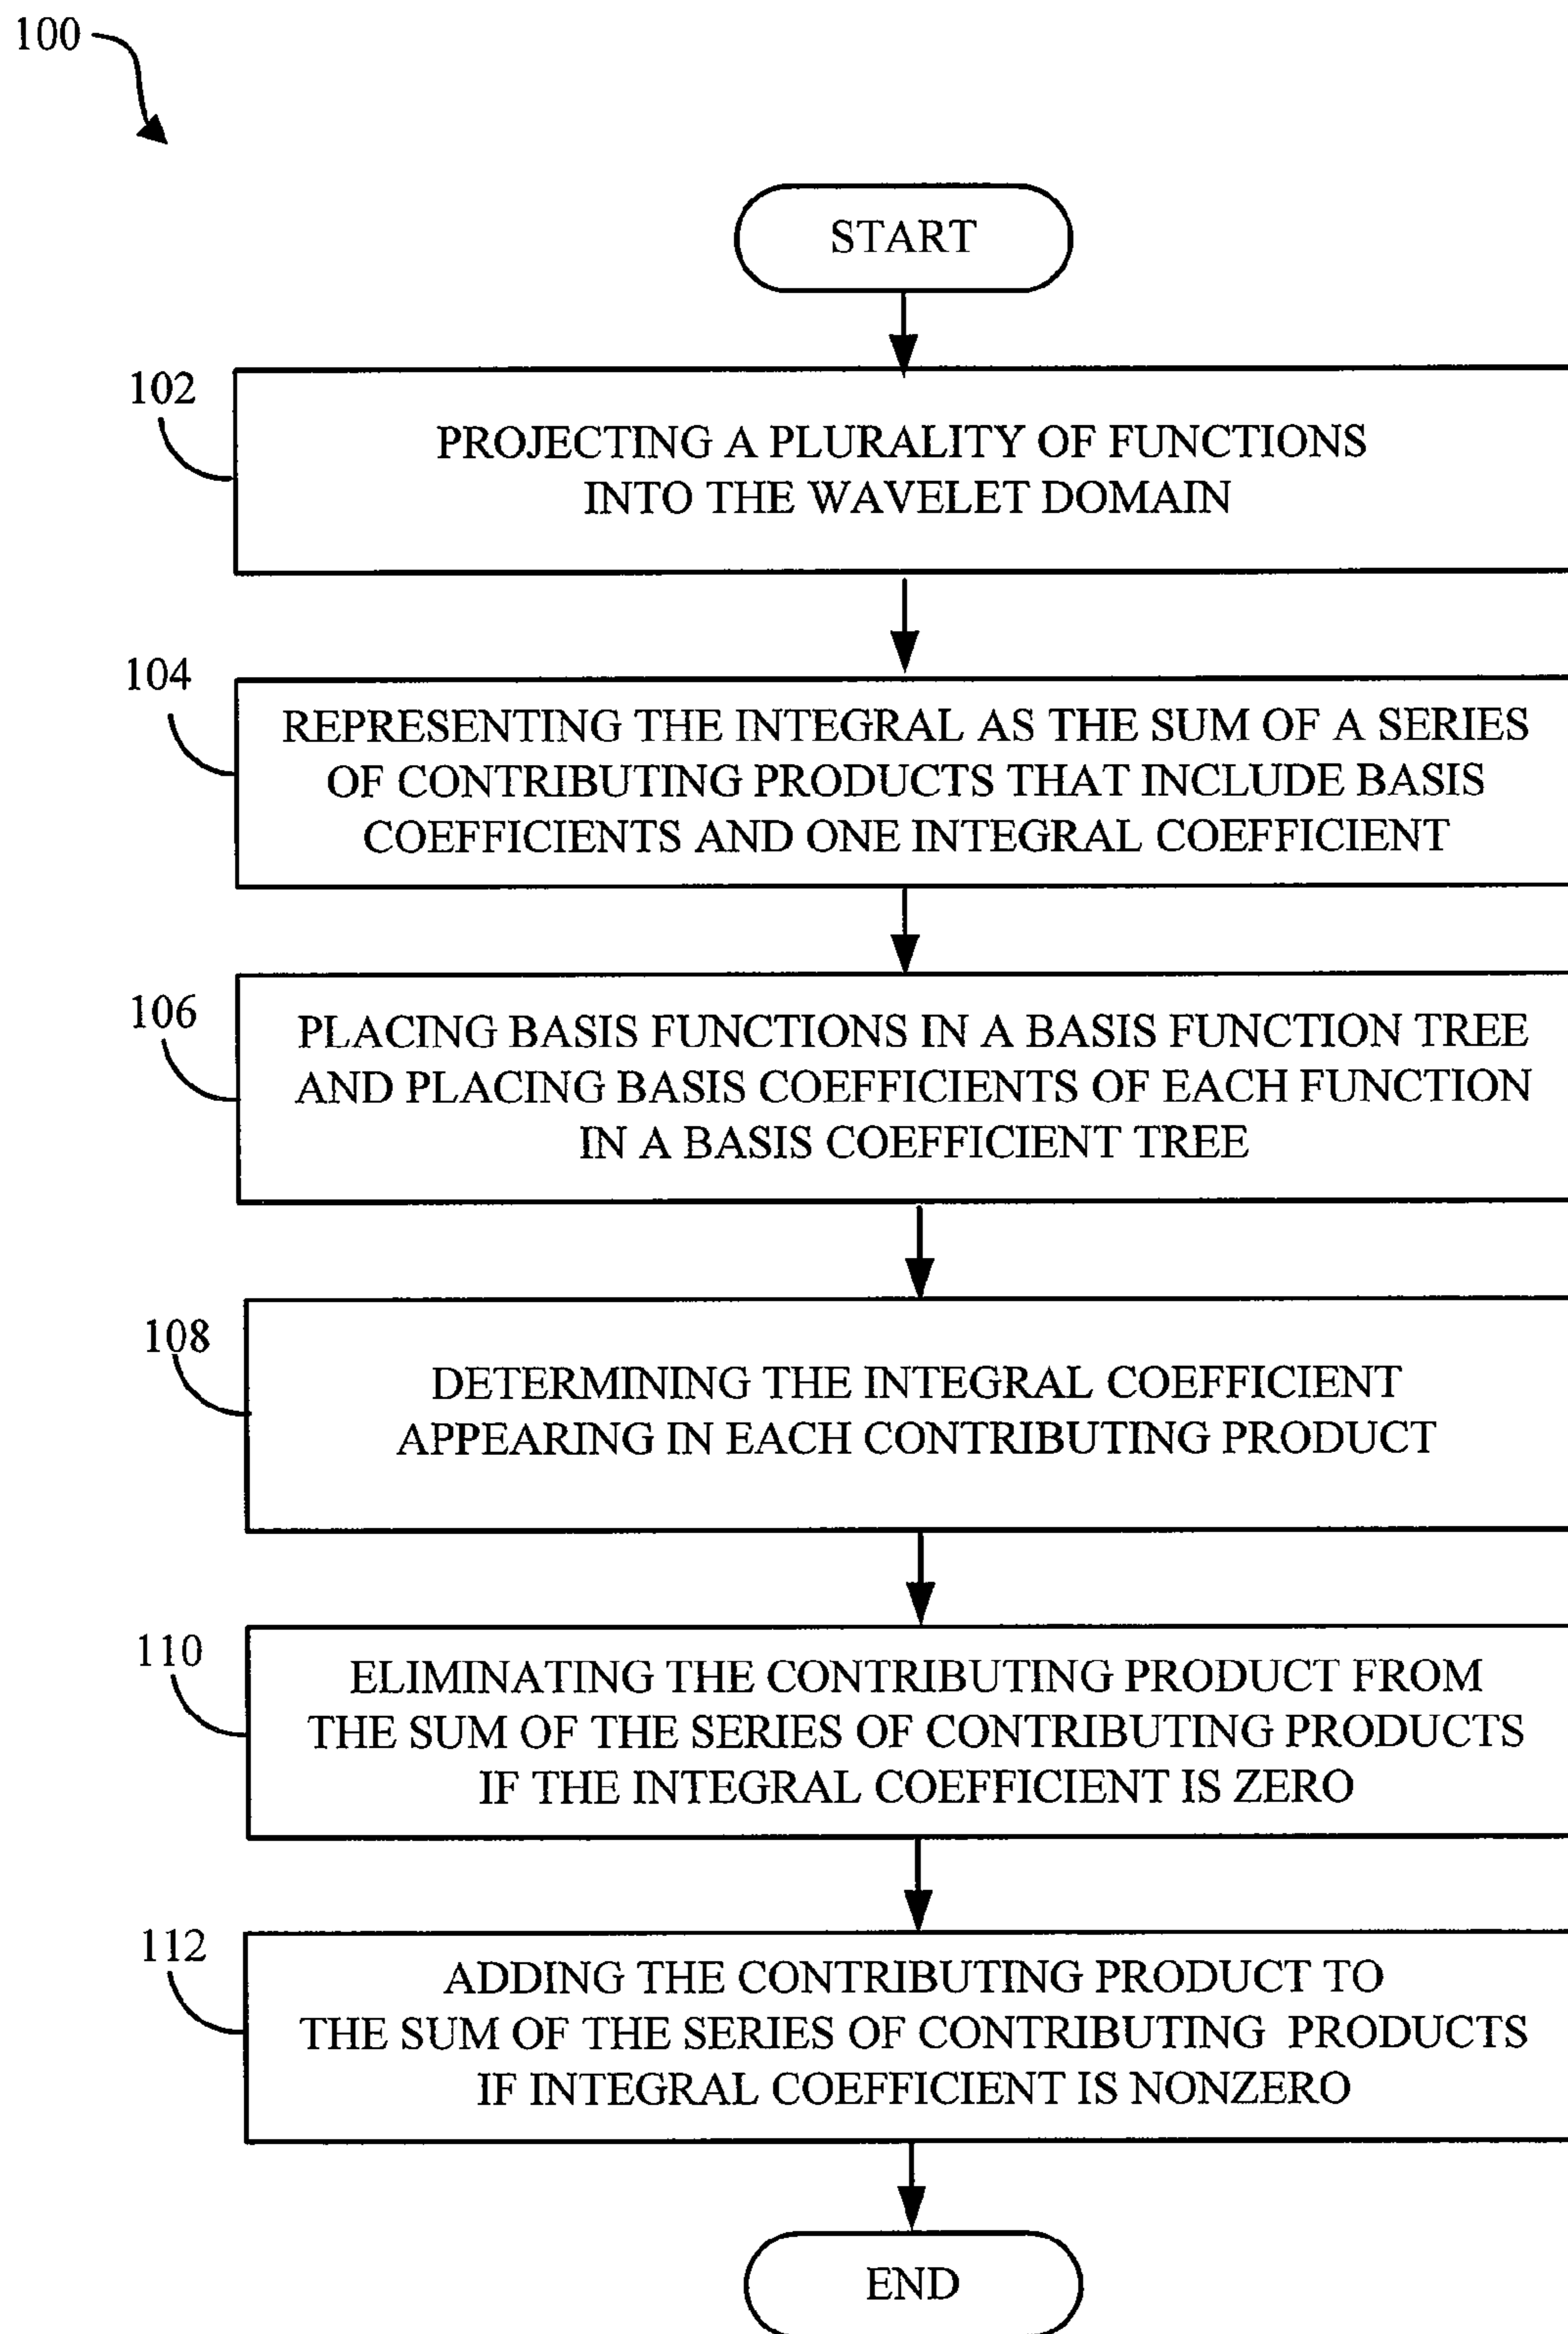 100
START
102
PROJECTING A PLURALITY OF FUNCTIONS
INTO THE WAVELET DOMAIN
104
REPRESENTING THE INTEGRAL AS THE SUM OF A SERIES
OF CONTRIBUTING PRODUCTS THAT INCLUDE BASIS
COEFFICIENTS AND ONE INTEGRAL COEFFICIENT
106
PLACING BASIS FUNCTIONS IN A BASIS FUNCTION TREE
AND PLACING BASIS COEFFICIENTS OF EACH FUNCTION
IN A BASIS COEFFICIENT TREE
108
DETERMINING THE INTEGRAL COEFFICIENT
APPEARING IN EACH CONTRIBUTING PRODUCT
110
ELIMINATING THE CONTRIBUTING PRODUCT FROM
THE SUM OF THE SERIES OF CONTRIBUTING PRODUCTS
IF THE INTEGRAL COEFFICIENT IS ZERO
112
ADDING THE CONTRIBUTING PRODUCT TO
THE SUM OF THE SERIES OF CONTRIBUTING PRODUCTS
IF INTEGRAL COEFFICIENT IS NONZERO
END